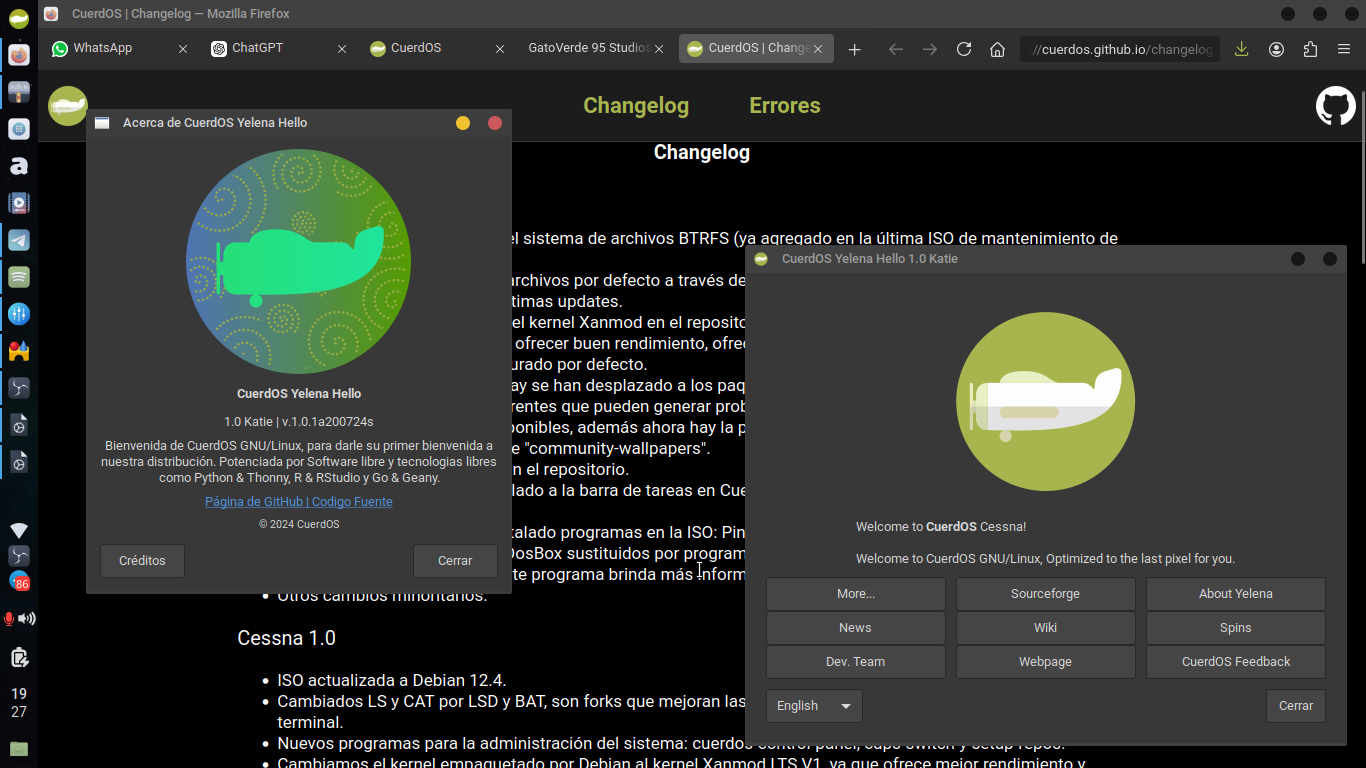 CuerdOS | Changelog — Mozilla Firefox
WhatsApp
ChatGPT
CuerdOS
GatoVerde 95 Studios
CuerdOS | Change
://cuerdos.github.io/changelog
Changelog
Errores
Changelog
el sistema de archivos BTRFS (ya agregado en la última ISO de mantenimiento de
archivos por defecto a través de
timas updates.
el kernel Xanmod en el reposito
ofrecer buen rendimiento, ofre
urado por defecto.
ay se han desplazado a los paq
rentes que pueden generar prob
ponibles, además ahora hay la p
e "community-wallpapers".
n el repositorio.
lado a la barra de tareas en Cue
talado programas en la ISO: Pin
DosBox sustituidos por program
te programa brinda más inform
Otros cambios minoritarios.
Cessna 1.0
ISO actualizada a Debian 12.4.
Cambiados LS y CAT por LSD y BAT, son forks que mejoran las
terminal.
Nuevos programas para la administración del sistema: cuerdos-control-panel, caps-switch y setup-repos.
Cambiamos el kernel empaquetado por Debian al kernel Xanmod LTS V1, ya que ofrece mejor rendimiento y
Acerca de CuerdOS Yelena Hello
CuerdOS Yelena Hello
1.0 Katie | v.1.0.1a200724s
Bienvenida de CuerdOS GNU/Linux, para darle su primer bienvenida a
nuestra distribución. Potenciada por Software libre y tecnologias libres
como Python & Thonny, R & RStudio y Go & Geany.
Página de GitHub | Codigo Fuente
© 2024 CuerdOS
Créditos
Cerrar
CuerdOS Yelena Hello 1.0 Katie
Welcome to CuerdOS Cessna!
Welcome to CuerdOS GNU/Linux, Optimized to the last pixel for you.
More...
Sourceforge
About Yelena
News
Wiki
Spins
Dev. Team
Webpage
CuerdOS Feedback
English
Cerrar
a
86
19
27